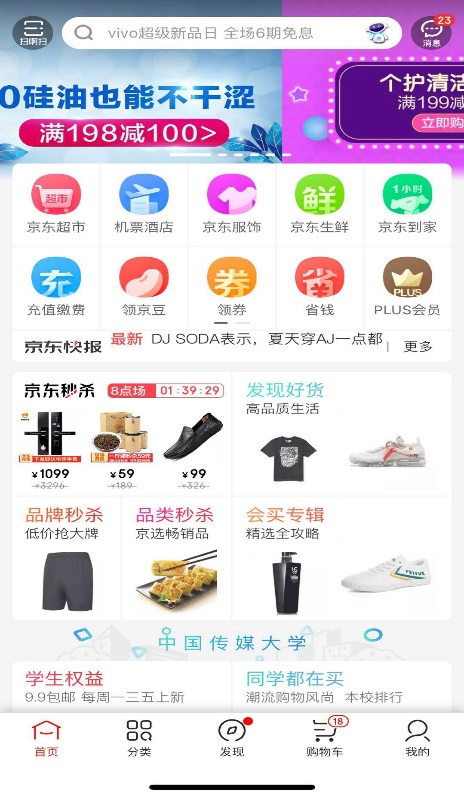 扫啊扫
vivo超级新品日 全场6期免息
23
消息
0硅油也能不干涩
满198减100>
个护清洁
满199减
立即购
超市
鲜
1小时
京东超市
机票酒店
京东服饰
京东生鲜
京东到家
充
券
省
PLUS
充值缴费
领京豆
领券
省钱
PLUS会员
京东快报
最新
DJ SODA表示，夏天穿AJ一点都
更多
京东秒杀
8点场
01:39:29
¥1099
¥3296
¥59
¥189
¥99
¥326
发现好货
高品质生活
品牌秒杀
低价抢大牌
品类秒杀
京选畅销品
会买专辑
精选全攻略
中国传媒大学
学生权益
9.9包邮 每周一三五上新
同学都在买
潮流购物风尚 本校排行
首页
分类
发现
18
购物车
我的